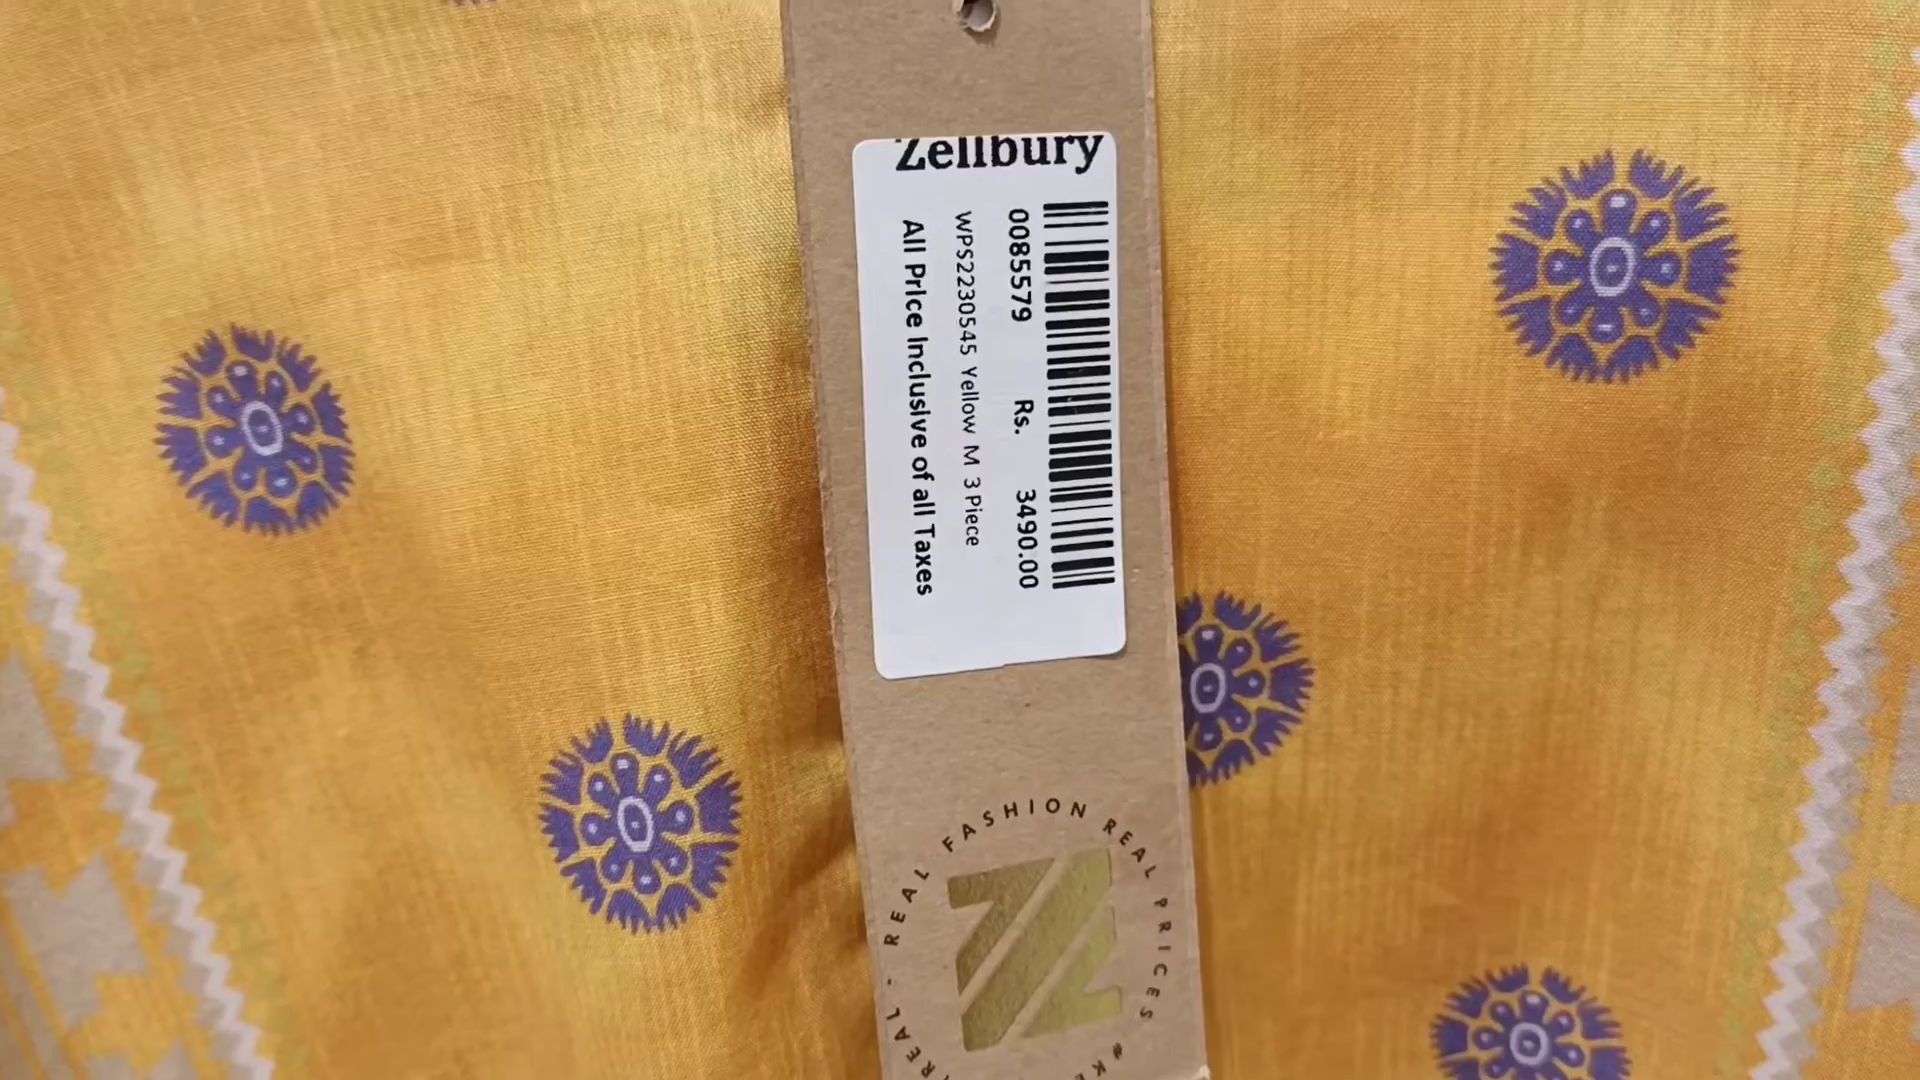 Zellbury
0085579 Rs. 3490.00
WPS2230545 Yellow M 3 Piece
All Price Inclusive of all Taxes
REAL FASHION REAL PRICES